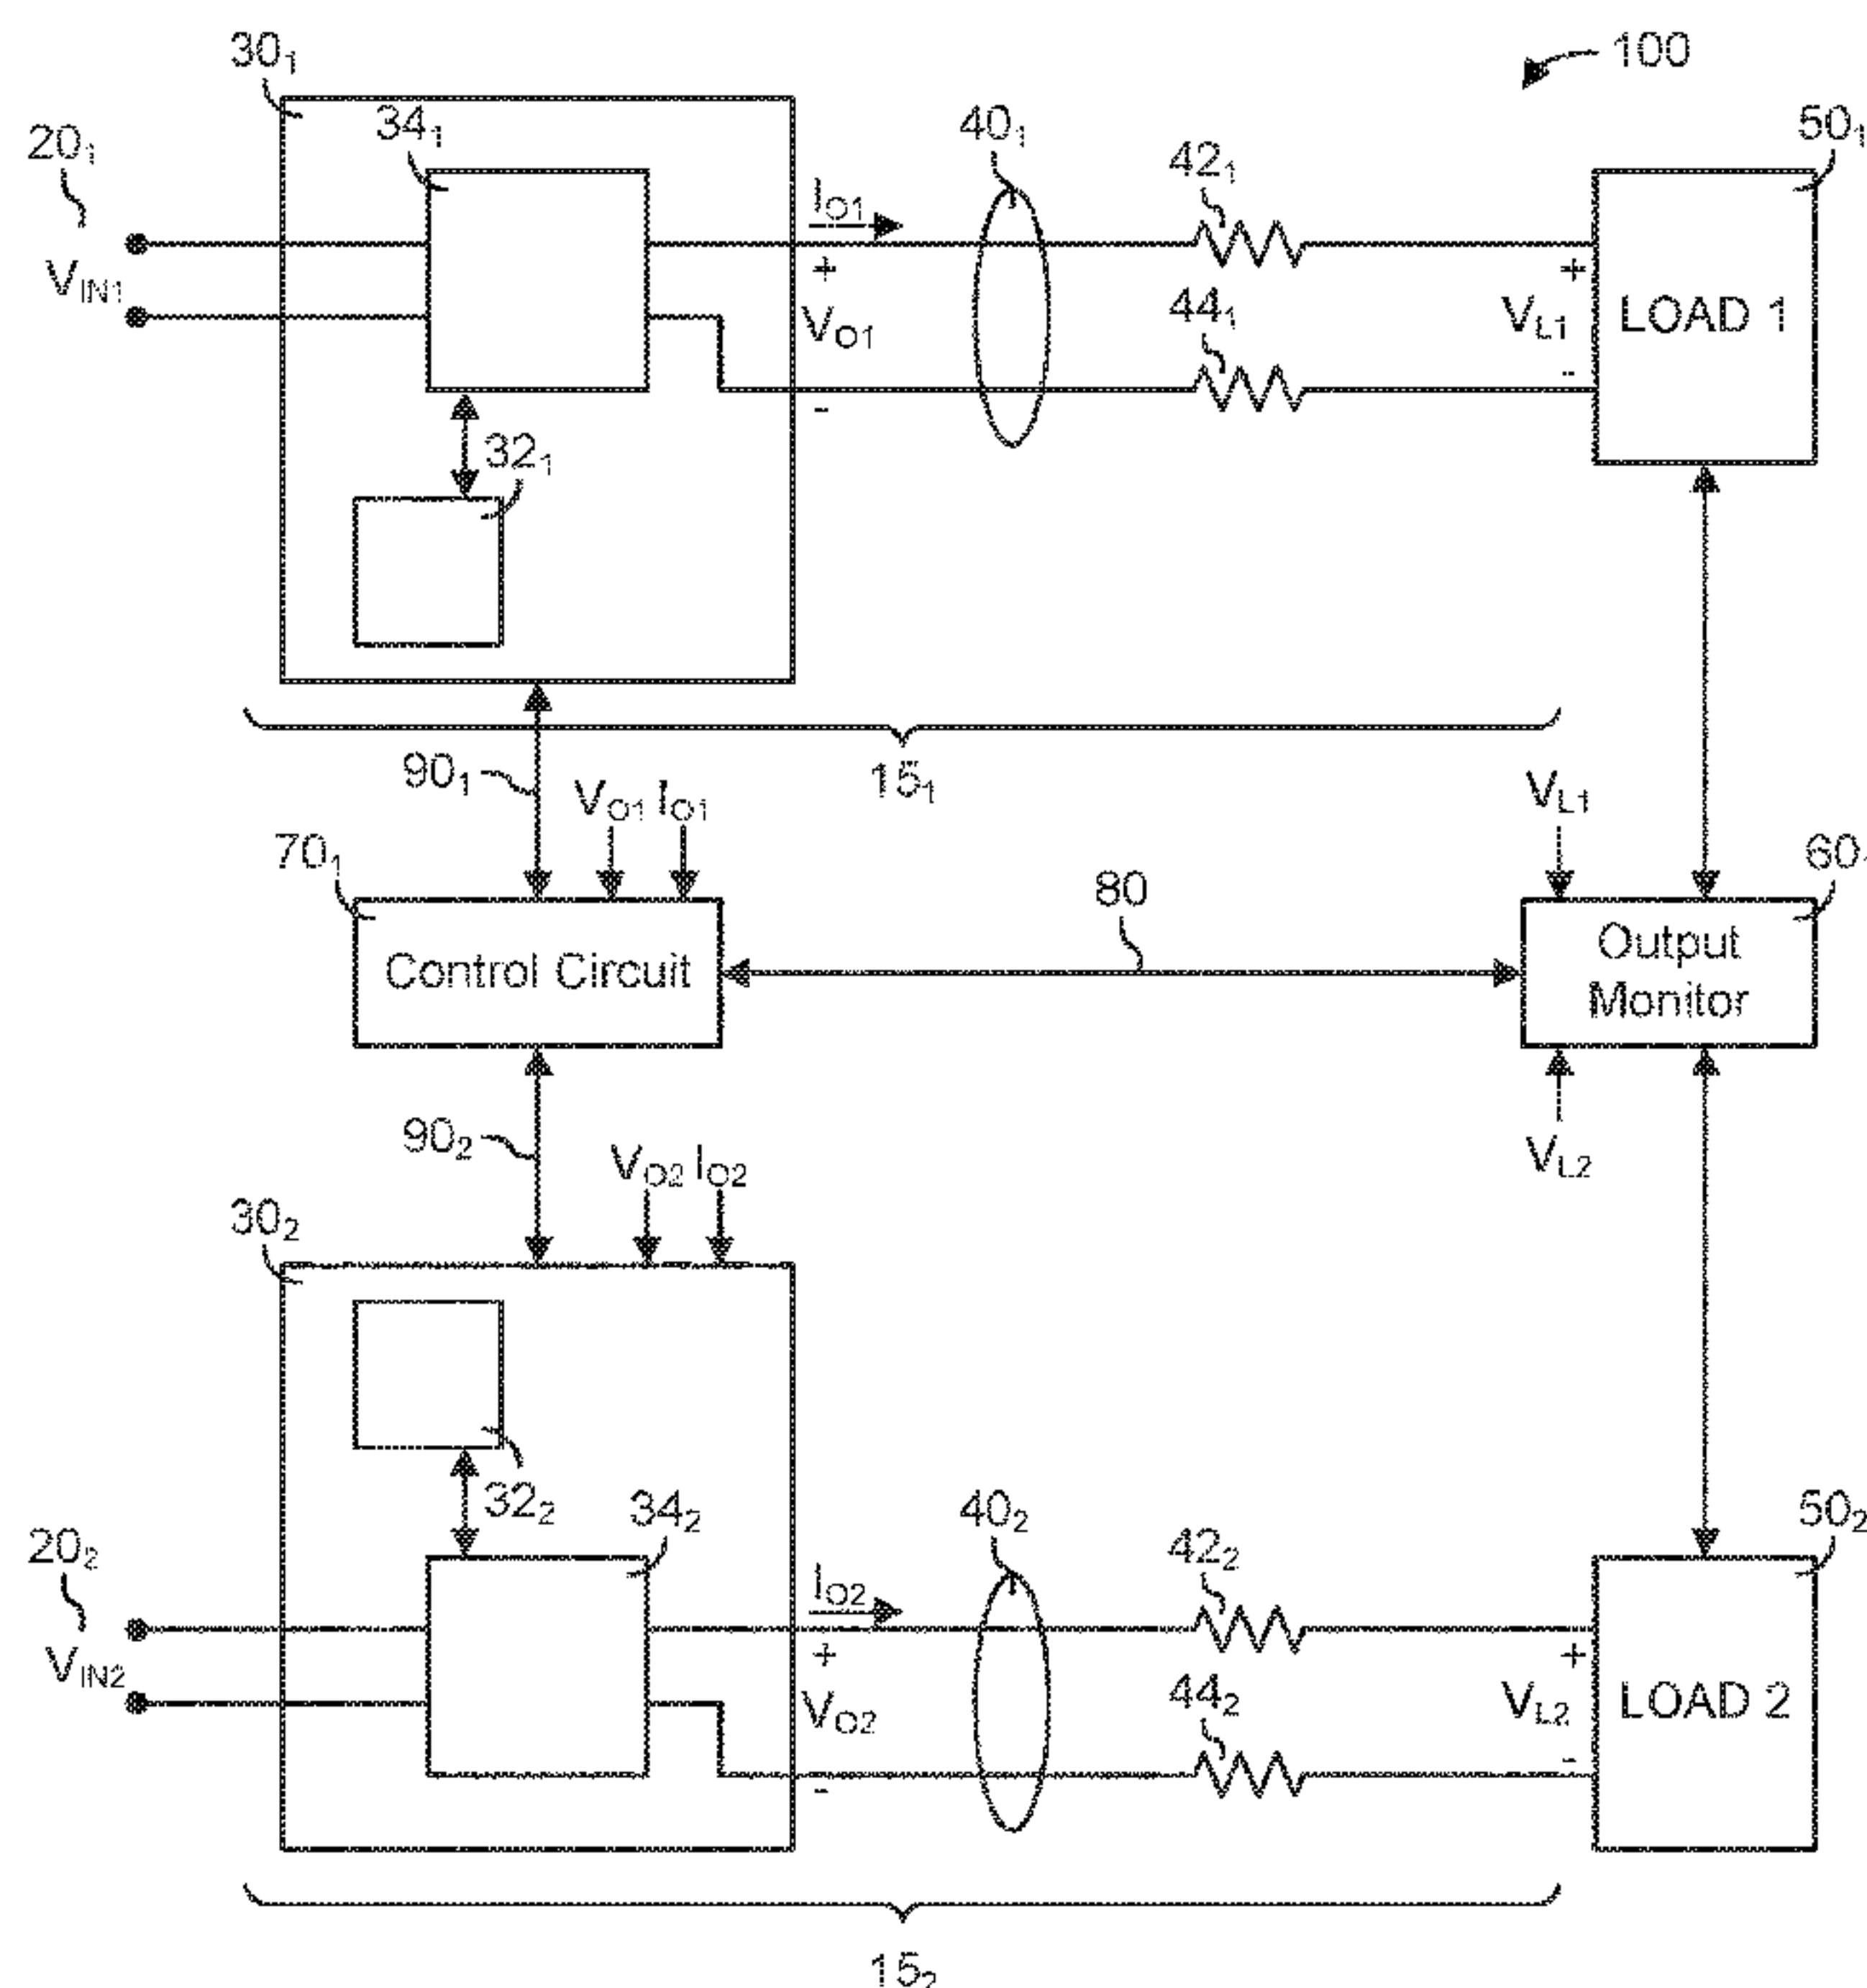 100
30₁
34₁
20₁
V_IN1
32₁
I_O1
+
V_O1
-
40₁
42₁
44₁
50₁
+
V_L1
-
LOAD 1
15₁
90₁
V_O1 I_O1
V_L1
70₁
80
60₁
Control Circuit
Output
Monitor
90₂
V_O2 I_O2
V_L2
30₂
32₂
34₂
20₂
V_IN2
I_O2
+
V_O2
-
40₂
42₂
44₂
50₂
+
V_L2
-
LOAD 2
15₂